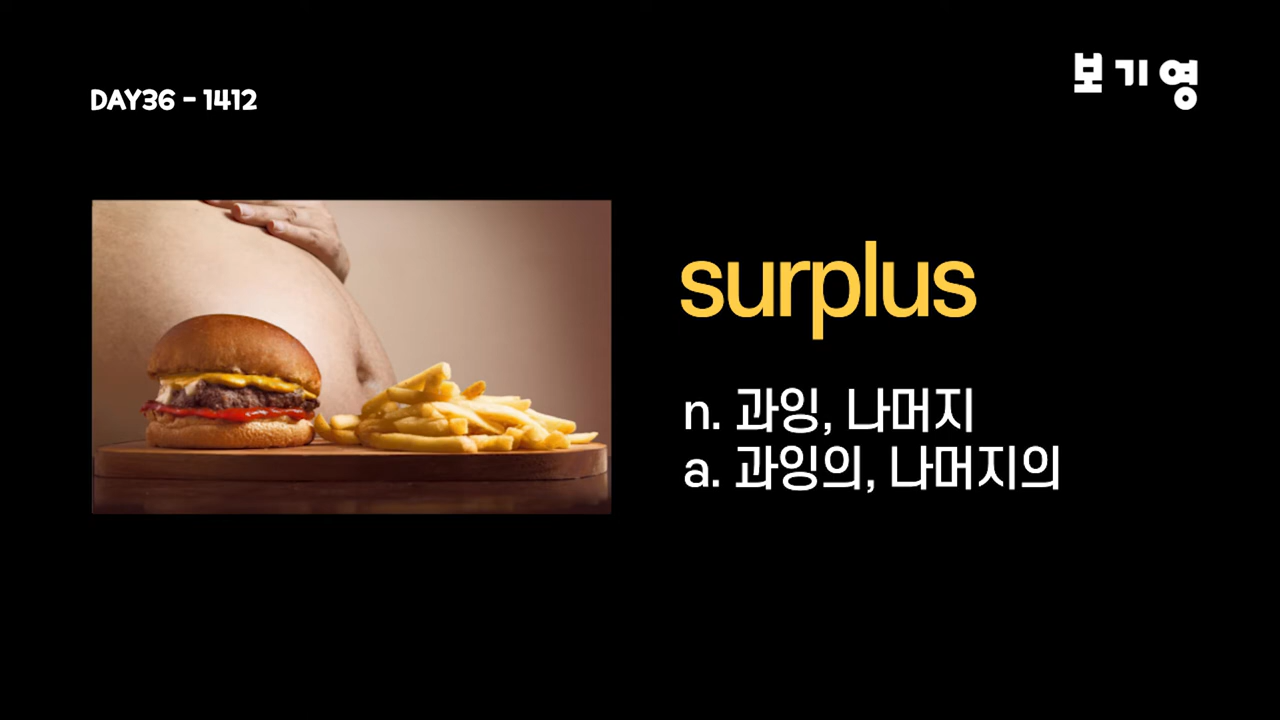 DAY36 - 1412
보기영
surplus
n. 과잉, 나머지
a. 과잉의, 나머지의